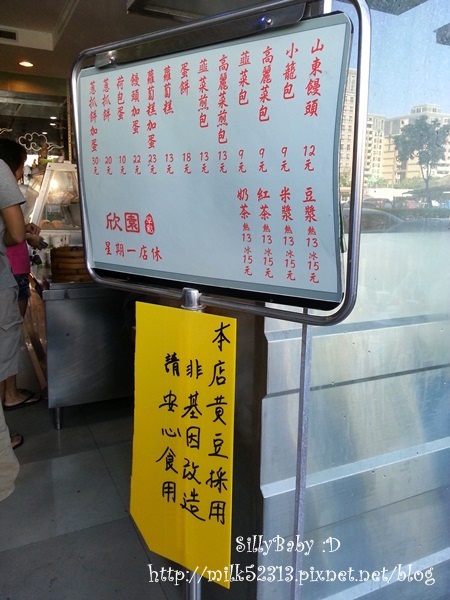 山東饅頭 12元
小籠包 9元
高麗菜包 9元
韮菜包 9元
高麗菜煎包 13元
韮菜煎包 13元
蛋餅 18元
蘿蔔糕 13元
蘿蔔糕加蛋 23元
饅頭加蛋 22元
荷包蛋 10元
蔥抓餅 20元
蔥抓餅加蛋 30元
豆漿 熱13 冰15元
米漿 熱13 冰15元
紅茶 熱13 冰15元
奶茶 熱13 冰15元
欣園
星期一店休
本店黃豆採用
非基因改造
請安心食用
SillyBaby :D
http://milk52313.pixnet.net/blog